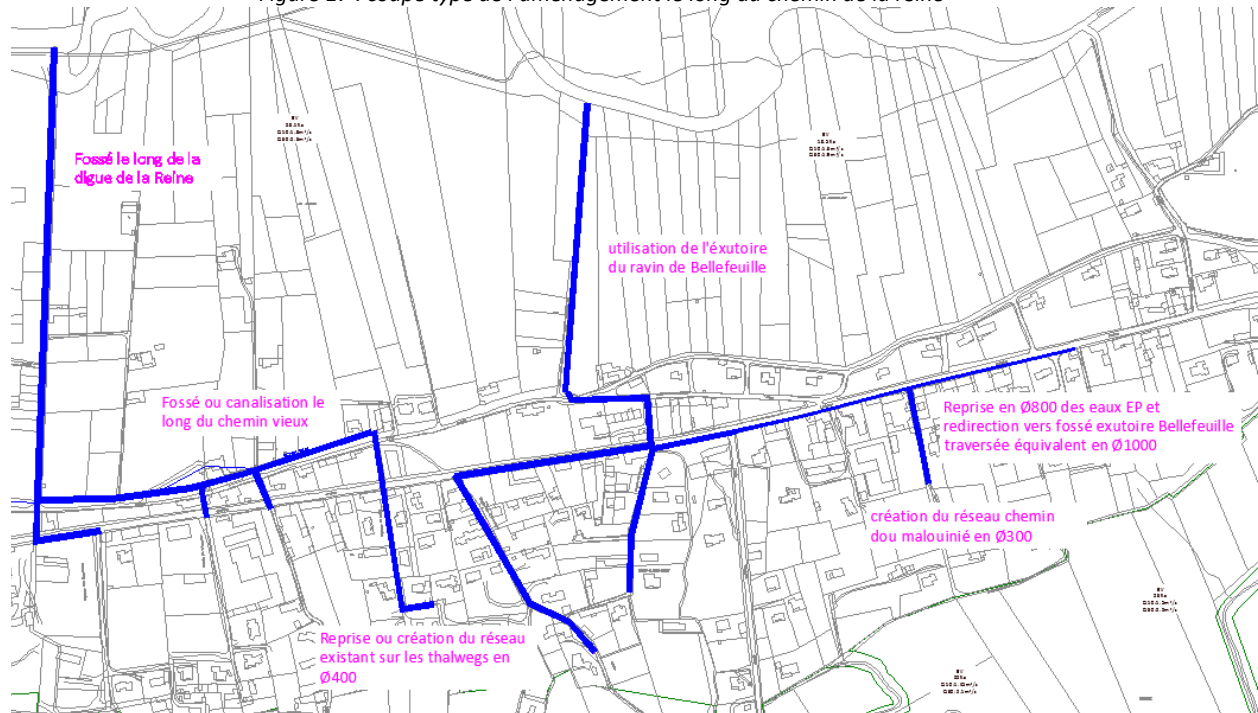 Fossé le long de la
digue de la Reine
utilisation de l'éxutoire
du ravin de Bellefeuille
Fossé ou canalisation le
long du chemin vieux
Reprise en Ø800 des eaux EP et
redirection vers fossé exutoire Bellefeuille
traversée équivalent en Ø1000
création du réseau chemin
dou malouinié en Ø300
Reprise ou création du réseau
existant sur les thalwegs en
Ø400